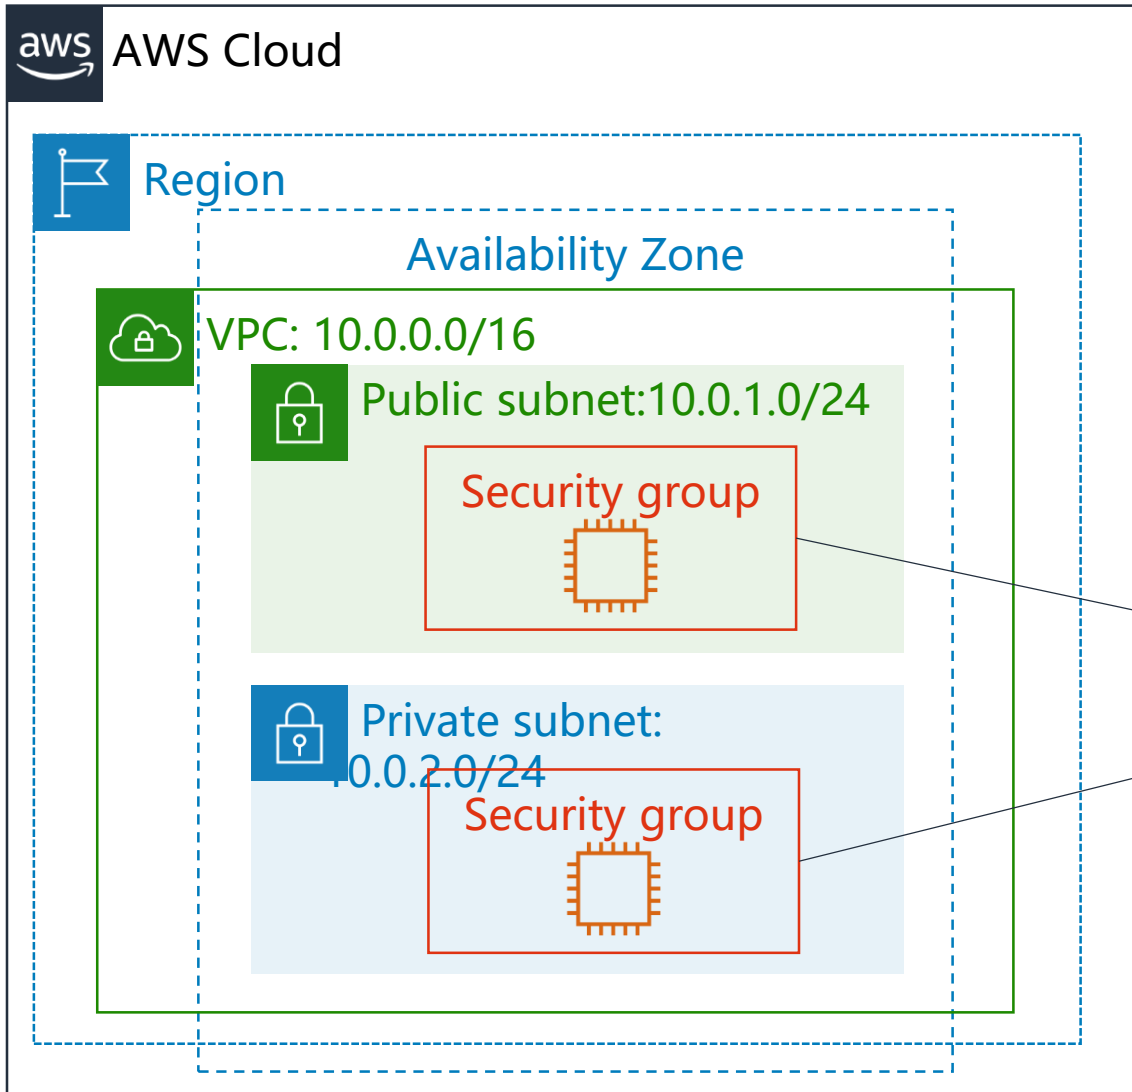 aws
AWS Cloud
Region
Availability Zone
VPC: 10.0.0.0/16
Public subnet:10.0.1.0/24
Security group
Private subnet:
10.0.2.0/24
Security group